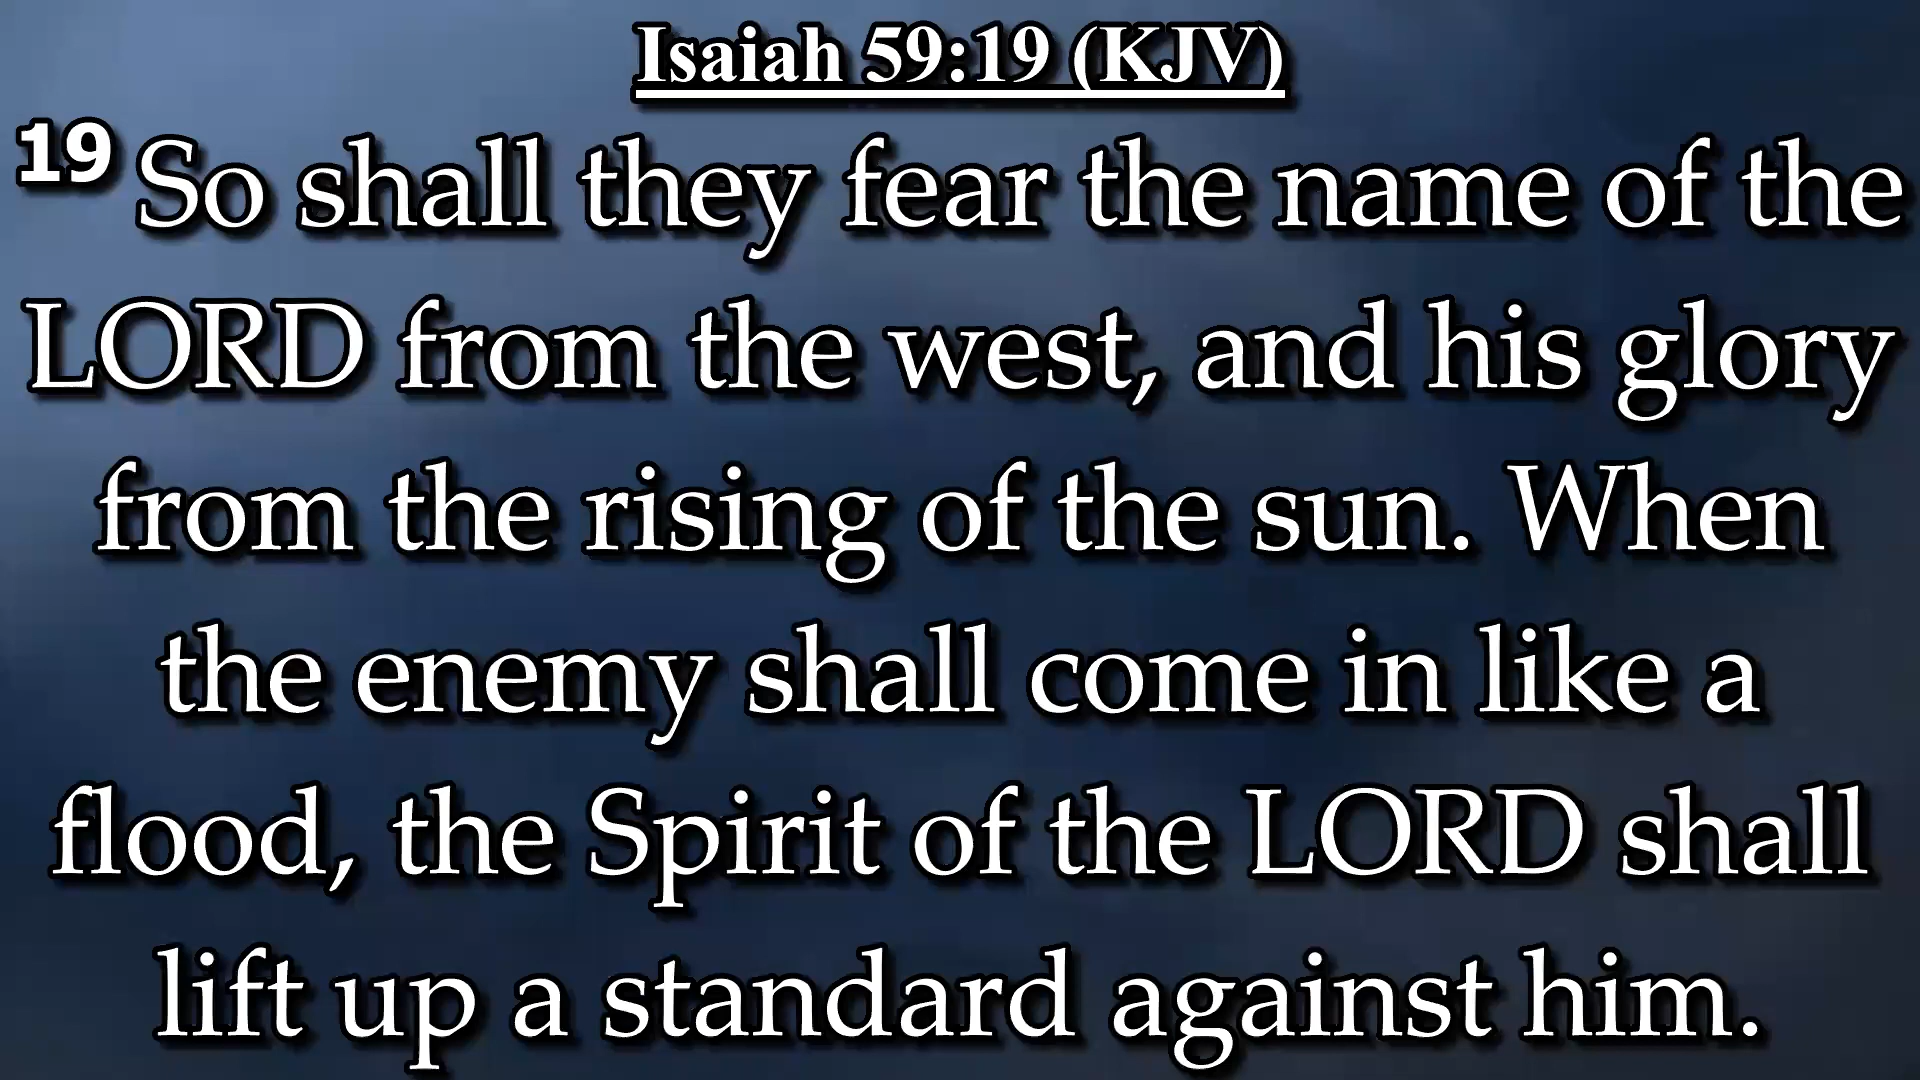 Isaiah 59:19 (KJV)
19 So shall they fear the name of the
LORD from the west, and his glory
from the rising of the sun. When
the enemy shall come in like a
flood, the Spirit of the LORD shall
lift up a standard against him.